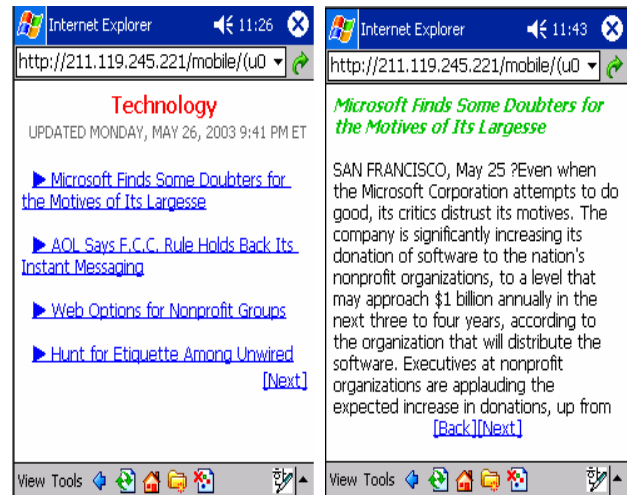 Internet Explorer 11:26
http://211.119.245.221/mobile/(u0
Technology
UPDATED MONDAY, MAY 26, 2003 9:41 PM ET
Microsoft Finds Some Doubters for
the Motives of Its Largesse
AOL Says F.C.C. Rule Holds Back Its
Instant Messaging
Web Options for Nonprofit Groups
Hunt for Etiquette Among Unwired
[Next]
View Tools
Internet Explorer 11:43
http://211.119.245.221/mobile/(u0
Microsoft Finds Some Doubters for
the Motives of Its Largesse
SAN FRANCISCO, May 25 ?Even when
the Microsoft Corporation attempts to do
good, its critics distrust its motives. The
company is significantly increasing its
donation of software to the nation's
nonprofit organizations, to a level that
may approach $1 billion annually in the
next three to four years, according to
the organization that will distribute the
software. Executives at nonprofit
organizations are applauding the
expected increase in donations, up from
[Back][Next]
View Tools